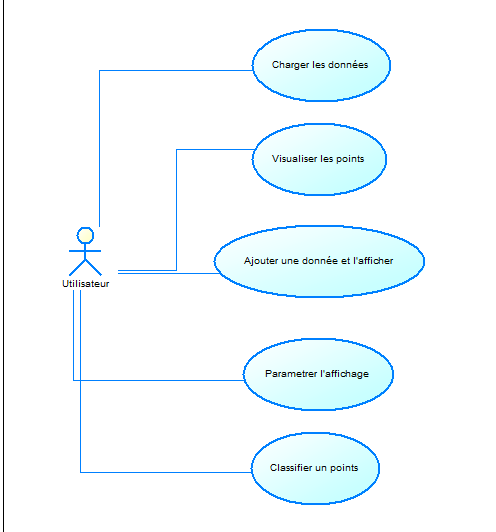 Charger les données
Visualiser les points
Ajouter une donnée et l'afficher
Utilisateur
Parametrer l'affichage
Classifier un points